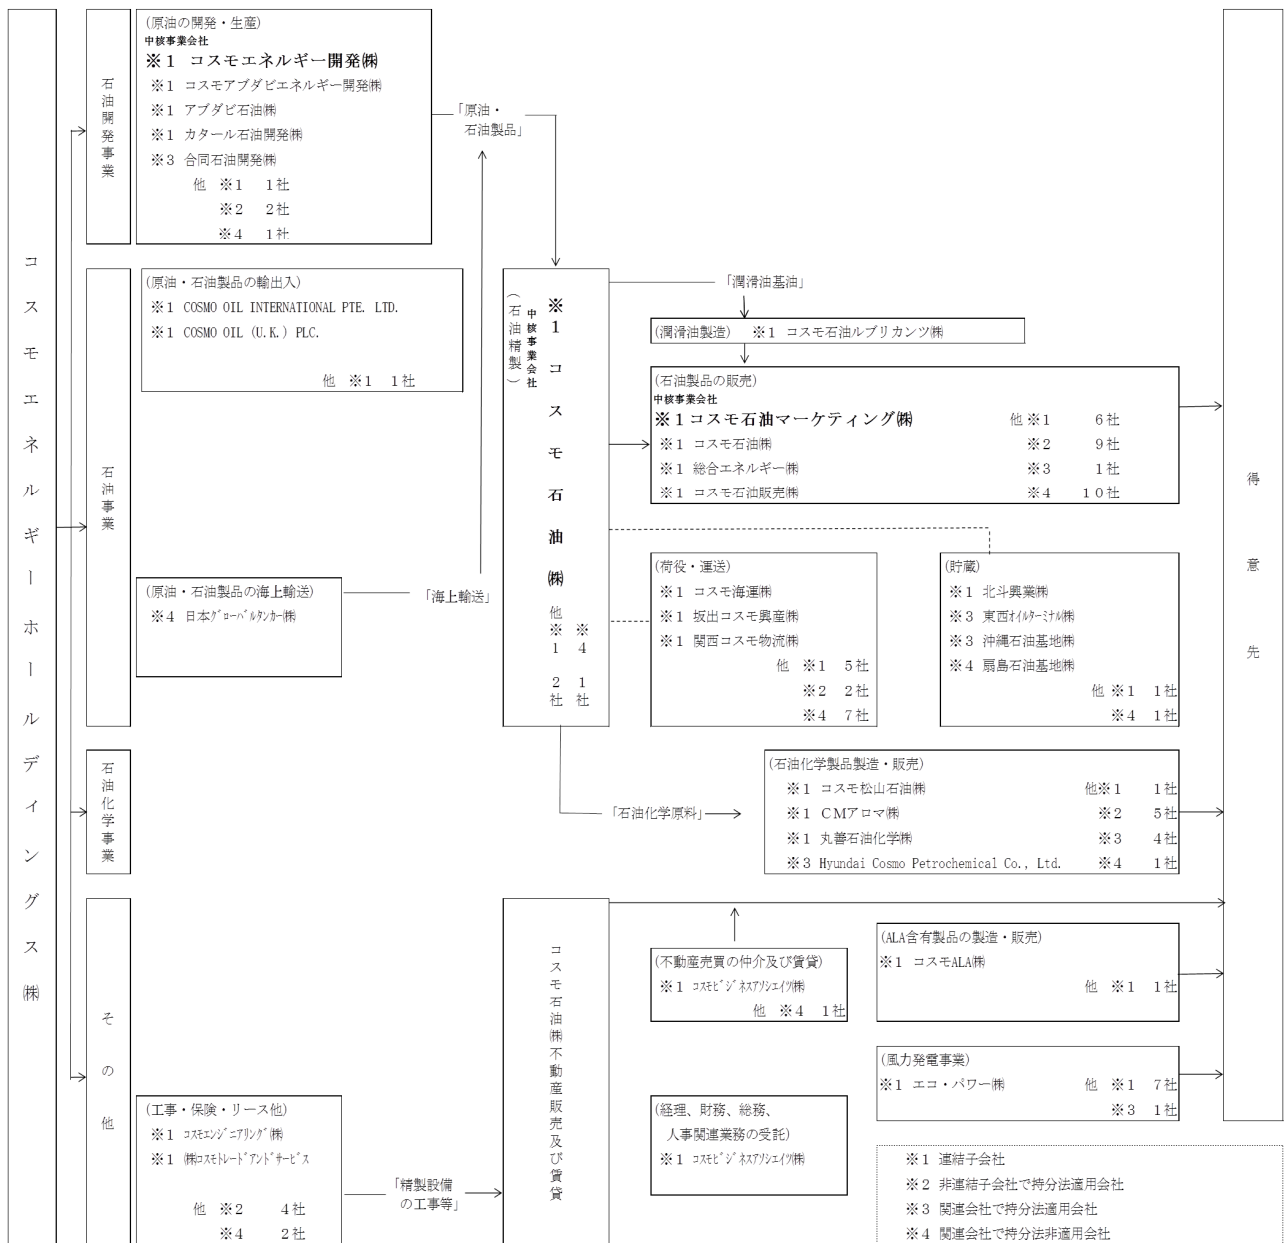 コスモエネルギーホールディングス㈱
石油開発事業
(原油の開発・生産)
中核事業会社
※1 コスモエネルギー開発㈱
※1 コスモアブダビエネルギー開発㈱
※1 アブダビ石油㈱
※1 カタール石油開発㈱
※3 合同石油開発㈱
他 ※1 1社
※2 2社
※4 1社
「原油・
石油製品」
石油事業
(原油・石油製品の輸出入)
※1 COSMO OIL INTERNATIONAL PTE. LTD.
※1 COSMO OIL (U.K.) PLC.
他 ※1 1社
(原油・石油製品の海上輸送)
※4 日本グローバルタンカー㈱
「海上輸送」
※1 コスモ石油㈱
中核事業会社
(石油精製)
他 ※1 2社
※4 1社
「潤滑油基油」
(潤滑油製造) ※1 コスモ石油ルブリカンツ㈱
(石油製品の販売)
中核事業会社
※1コスモ石油マーケティング㈱ 他 ※1 6社
※1 コスモ石油㈱ ※2 9社
※1 総合エネルギー㈱ ※3 1社
※1 コスモ石油販売㈱ ※4 10社
(荷役・運送)
※1 コスモ海運㈱
※1 坂出コスモ興産㈱
※1 関西コスモ物流㈱
他 ※1 5社
※2 2社
※4 7社
(貯蔵)
※1 北斗興業㈱
※3 東西オイルターミナル㈱
※3 沖縄石油基地㈱
※4 扇島石油基地㈱
他 ※1 1社
※4 1社
石油化学事業
「石油化学原料」
(石油化学製品製造・販売)
※1 コスモ松山石油㈱ 他※1 1社
※1 CMアロマ㈱ ※2 5社
※1 丸善石油化学㈱ ※3 4社
※3 Hyundai Cosmo Petrochemical Co., Ltd. ※4 1社
得意先
その他
(工事・保険・リース他)
※1 コスモエンジニアリング㈱
※1 ㈱コスモトレードアンドサービス
他 ※2 4社
※4 2社
「精製設備
の工事等」
コスモ石油㈱不動産販売及び賃貸
(不動産売買の仲介及び賃貸)
※1 コスモビジネスアソシエイツ㈱
他 ※4 1社
(経理、財務、総務、
人事関連業務の受託)
※1 コスモビジネスアソシエイツ㈱
(ALA含有製品の製造・販売)
※1 コスモALA㈱
他 ※1 1社
(風力発電事業)
※1 エコ・パワー㈱ 他 ※1 7社
※3 1社
※1 連結子会社
※2 非連結子会社で持分法適用会社
※3 関連会社で持分法適用会社
※4 関連会社で持分法非適用会社